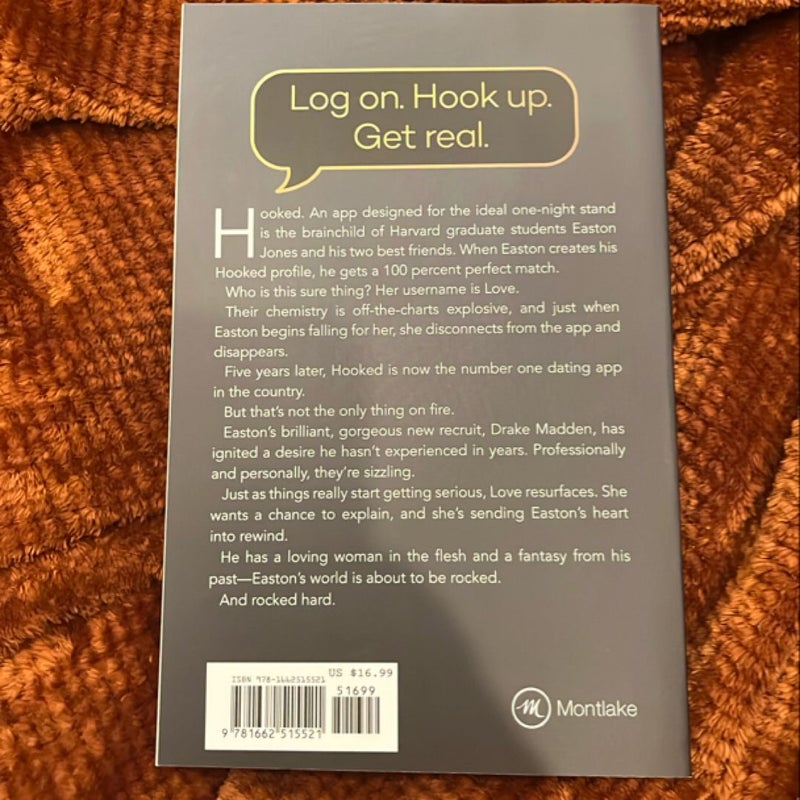 Log on. Hook up.
Get real.
Hooked. An app designed for the ideal one-night stand
is the brainchild of Harvard graduate students Easton
Jones and his two best friends. When Easton creates his
Hooked profile, he gets a 100 percent perfect match.
Who is this sure thing? Her username is Love.
Their chemistry is off-the-charts explosive, and just when
Easton begins falling for her, she disconnects from the app and
disappears.
Five years later, Hooked is now the number one dating app
in the country.
But that's not the only thing on fire.
Easton's brilliant, gorgeous new recruit, Drake Madden, has
ignited a desire he hasn't experienced in years. Professionally
and personally, they're sizzling.
Just as things really start getting serious, Love resurfaces. She
wants a chance to explain, and she's sending Easton's heart
into rewind.
He has a loving woman in the flesh and a fantasy from his
past—Easton's world is about to be rocked.
And rocked hard.
ISBN 978-1662515521 US $16.99
51699
9 781662 515521
m Montlake